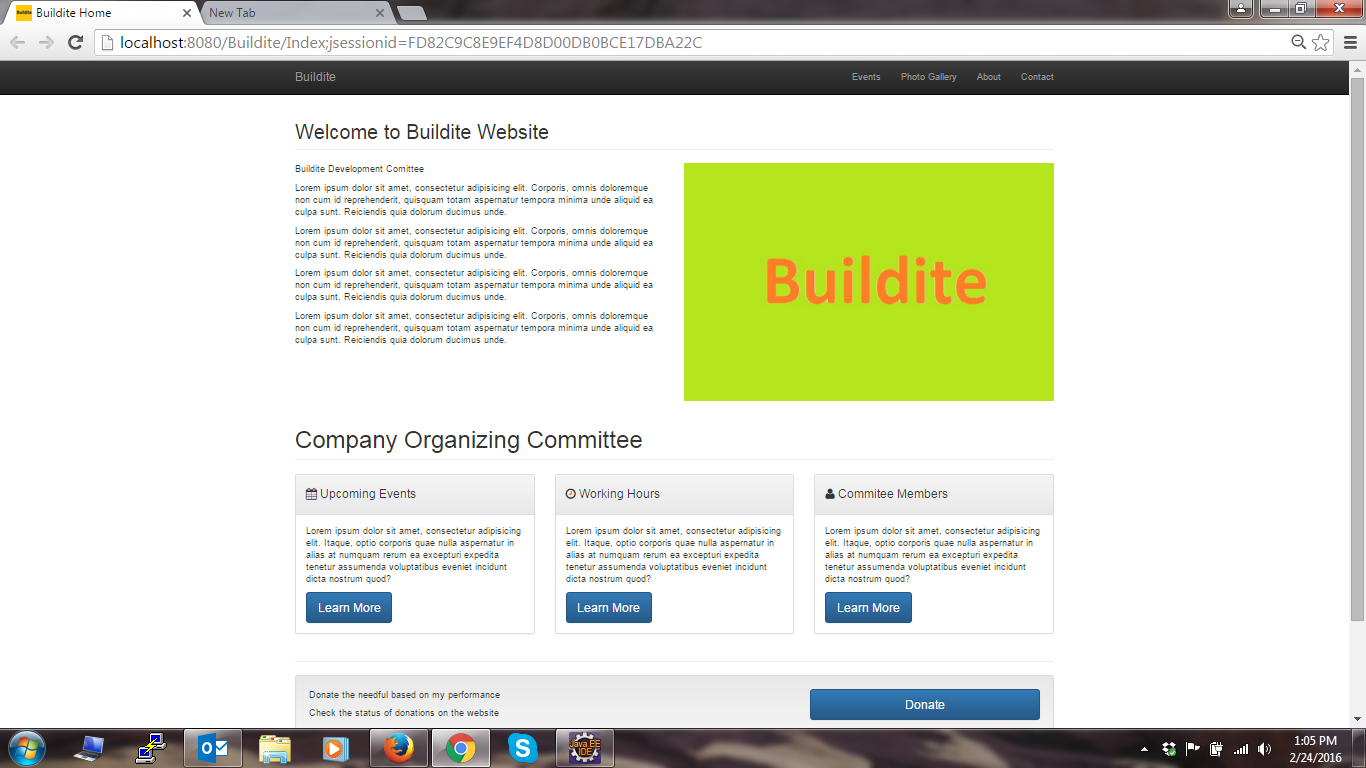 Buildite Home
New Tab
localhost:8080/Buildite/Index;jsessionid=FD82C9C8E9EF4D8D00DB0BCE17DBA22C
Buildite
Events
Photo Gallery
About
Contact
Welcome to Buildite Website
Buildite Development Comittee
Lorem ipsum dolor sit amet, consectetur adipisicing elit. Corporis, omnis doloremque
non cum id reprehenderit, quisquam totam aspernatur tempora minima unde aliquid ea
culpa sunt. Reiciendis quia dolorum ducimus unde.
Lorem ipsum dolor sit amet, consectetur adipisicing elit. Corporis, omnis doloremque
non cum id reprehenderit, quisquam totam aspernatur tempora minima unde aliquid ea
culpa sunt. Reiciendis quia dolorum ducimus unde.
Lorem ipsum dolor sit amet, consectetur adipisicing elit. Corporis, omnis doloremque
non cum id reprehenderit, quisquam totam aspernatur tempora minima unde aliquid ea
culpa sunt. Reiciendis quia dolorum ducimus unde.
Lorem ipsum dolor sit amet, consectetur adipisicing elit. Corporis, omnis doloremque
non cum id reprehenderit, quisquam totam aspernatur tempora minima unde aliquid ea
culpa sunt. Reiciendis quia dolorum ducimus unde.
Buildite
Company Organizing Committee
Upcoming Events
Lorem ipsum dolor sit amet, consectetur adipisicing
elit. Itaque, optio corporis quae nulla aspernatur in
alias at numquam rerum ea excepturi expedita
tenetur assumenda voluptatibus eveniet incidunt
dicta nostrum quod?
Learn More
Working Hours
Lorem ipsum dolor sit amet, consectetur adipisicing
elit. Itaque, optio corporis quae nulla aspernatur in
alias at numquam rerum ea excepturi expedita
tenetur assumenda voluptatibus eveniet incidunt
dicta nostrum quod?
Learn More
Commitee Members
Lorem ipsum dolor sit amet, consectetur adipisicing
elit. Itaque, optio corporis quae nulla aspernatur in
alias at numquam rerum ea excepturi expedita
tenetur assumenda voluptatibus eveniet incidunt
dicta nostrum quod?
Learn More
Donate the needful based on my performance
Check the status of donations on the website
Donate
Java EE
IDE
1:05 PM
2/24/2016